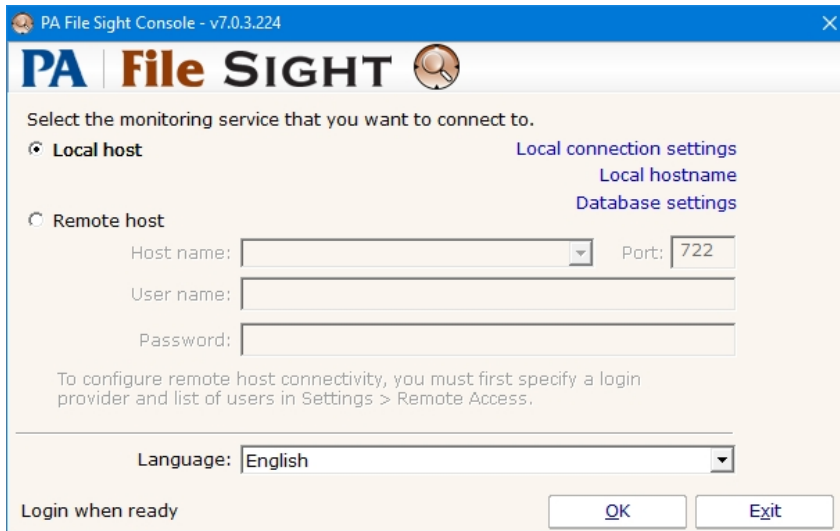 PA File Sight Console - v7.0.3.224
PA File SIGHT
Select the monitoring service that you want to connect to.
Local host
Local connection settings
Local hostname
Database settings
Remote host
Host name:
Port: 722
User name:
Password:
To configure remote host connectivity, you must first specify a login
provider and list of users in Settings > Remote Access.
Language: English
Login when ready
OK
Exit